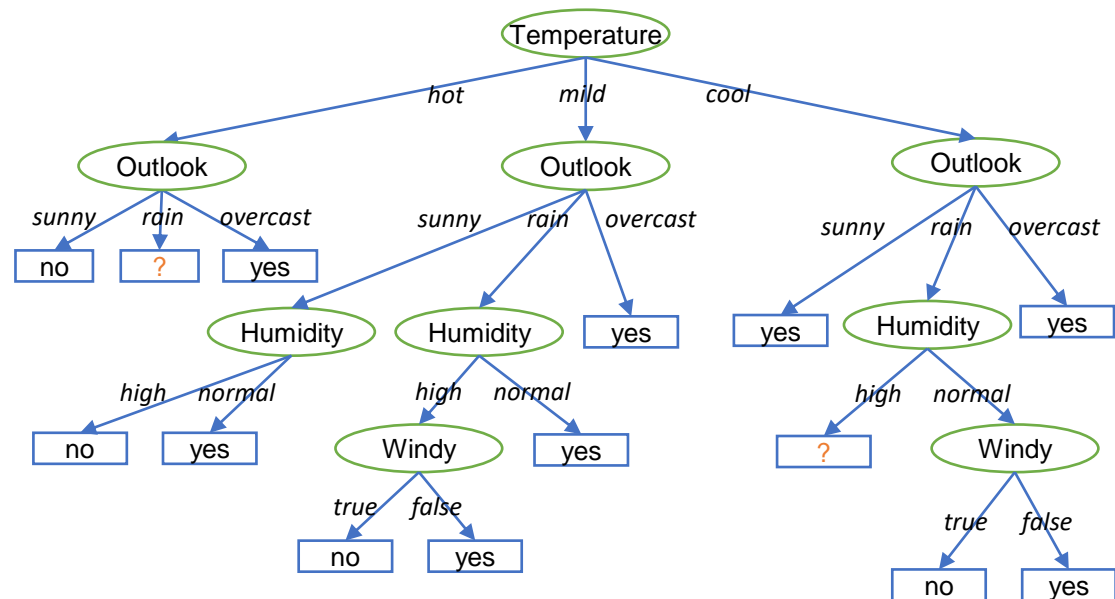 Temperature
hot mild cool
Outlook Outlook Outlook
sunny rain overcast sunny rain overcast sunny rain overcast
no ? yes
Humidity Humidity yes yes Humidity yes
high normal high normal high normal
no yes Windy yes ? Windy
true false true false
no yes no yes